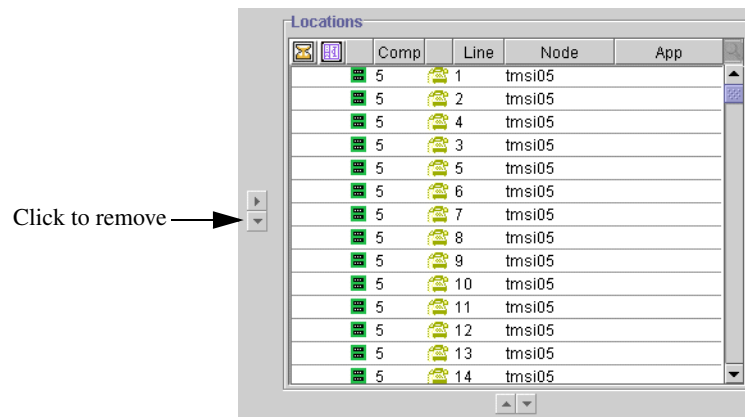 Locations
Comp Line Node App
5 1 tmsi05
5 2 tmsi05
5 4 tmsi05
5 3 tmsi05
5 5 tmsi05
5 6 tmsi05
Click to remove
5 7 tmsi05
5 8 tmsi05
5 9 tmsi05
5 10 tmsi05
5 11 tmsi05
5 12 tmsi05
5 13 tmsi05
5 14 tmsi05